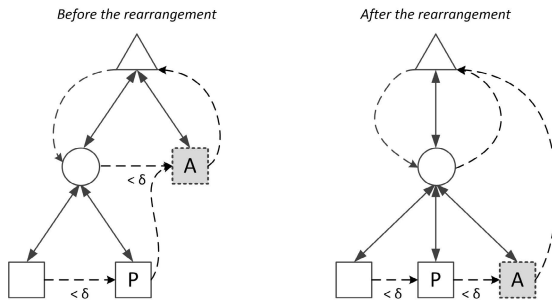 Before the rearrangement
After the rearrangement
A
< δ
P
< δ
P
A
< δ
< δ